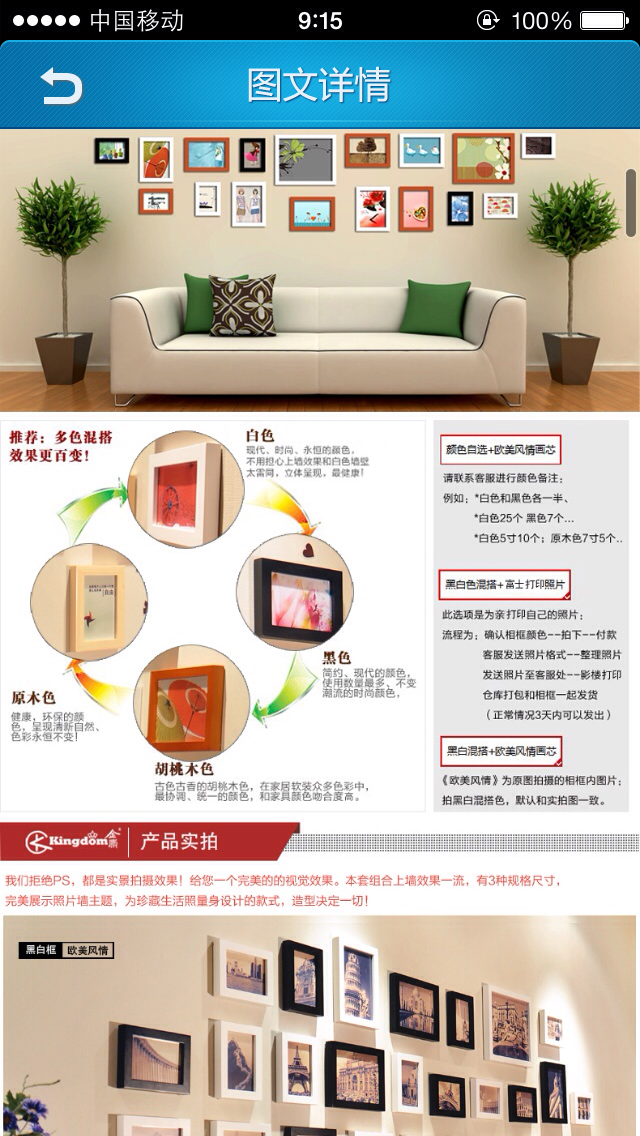 中国移动
9:15
100%
图文详情
推荐：多色混搭
效果更百变！
白色
现代、时尚、永恒的颜色，
不用担心上墙效果和白色墙壁
太雷同，立体呈现，最健康！
黑色
简约、现代的颜色，
使用数量最多、不变
潮流的时尚颜色，
原木色
健康，环保的颜
色，呈现清新自然、
色彩永恒不变！
胡桃木色
古色古香的胡桃木色，在家居软装众多色彩中，
最协调、统一的颜色，和家具颜色吻合度高。
颜色自选+欧美风情画芯
请联系客服进行颜色备注；
例如；*白色和黑色各一半、
*白色25个 黑色7个...
*白色5寸10个；原木色7寸5个..
黑白色混搭+富士打印照片
此选项是为亲打印自己的照片；
流程为；确认相框颜色--拍下--付款
客服发送照片格式--整理照片
发送照片至客服处--影楼打印
仓库打包和相框一起发货
（正常情况3天内可以发出）
黑白混搭+欧美风情画芯
《欧美风情》为原图拍摄的相框内图片；
拍黑白混搭色，默认和实拍图一致。
Kingdom 产品实拍
我们拒绝PS，都是实景拍摄效果！给您一个完美的的视觉效果。本套组合上墙效果一流，有3种规格尺寸，
完美展示照片墙主题，为珍藏生活照量身设计的款式，造型决定一切！
黑白框 欧美风情